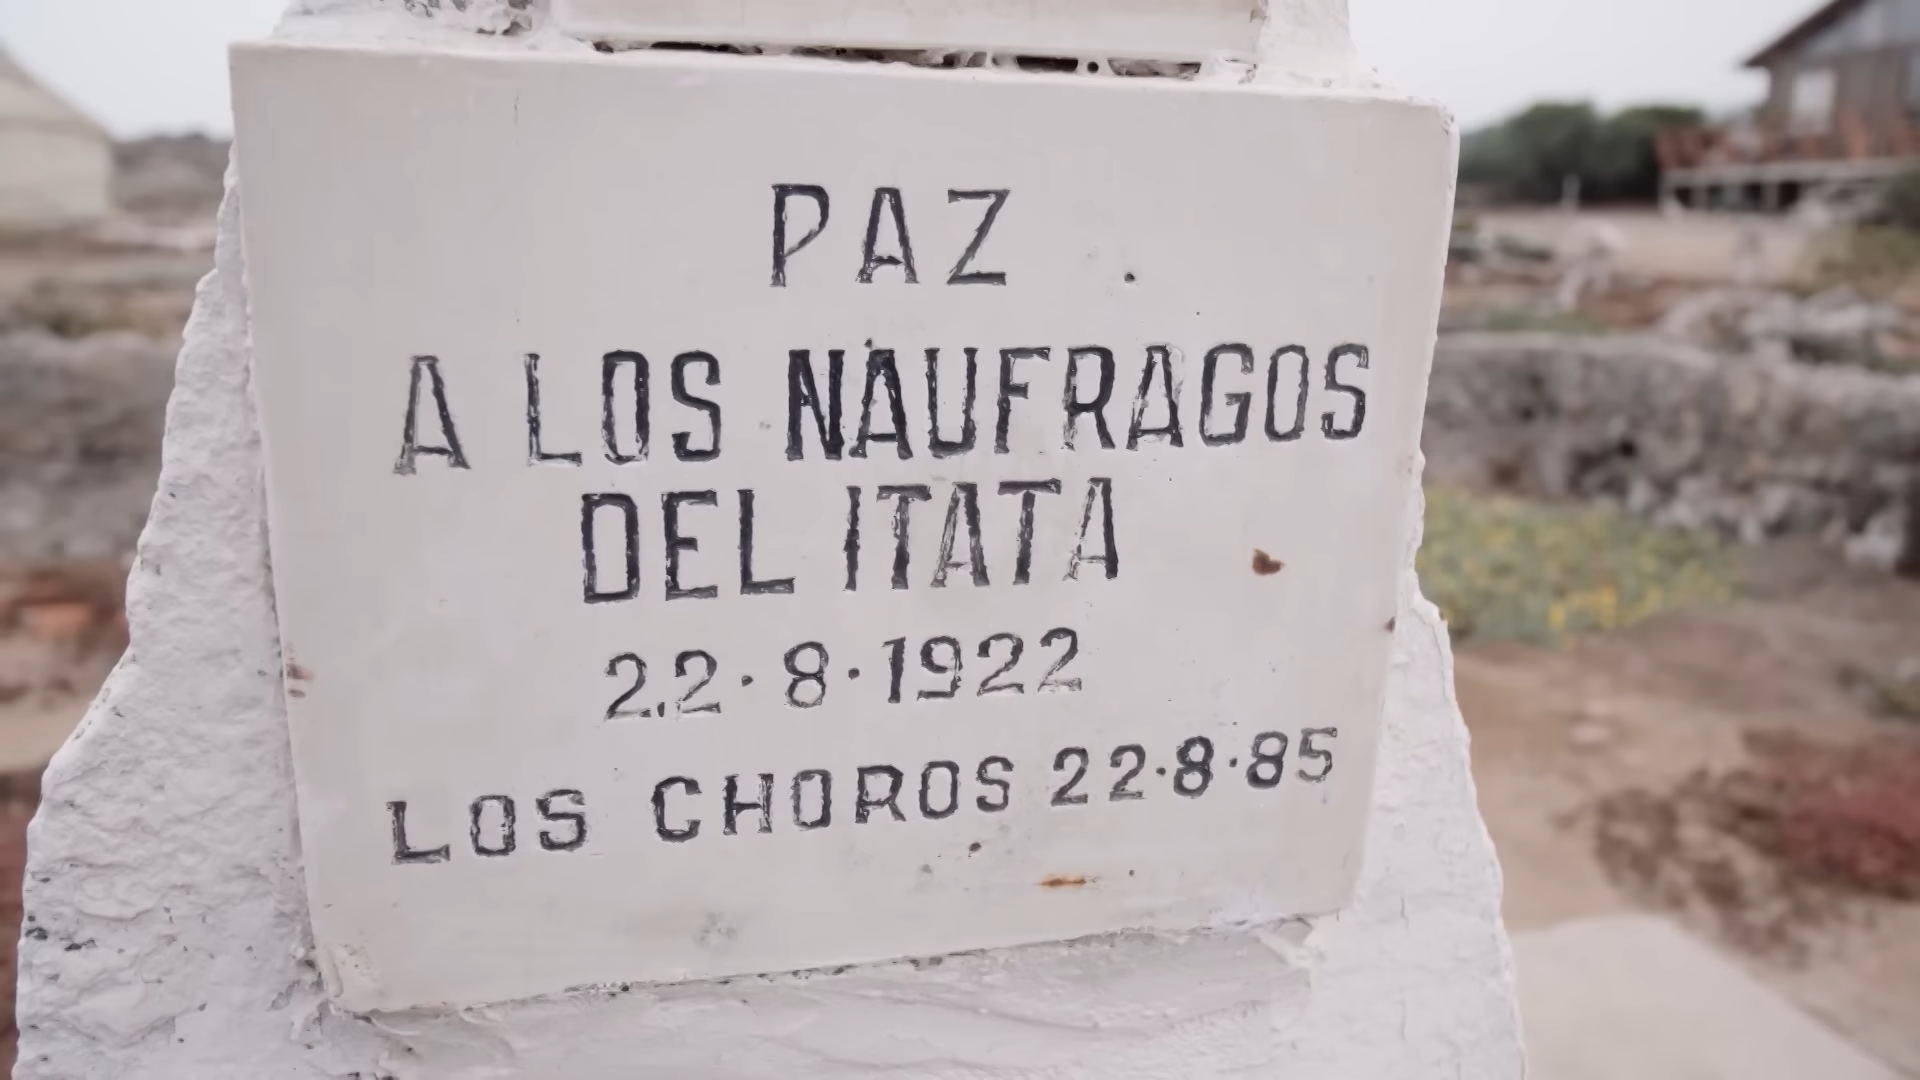 PAZ
A LOS NAUFRAGOS
DEL ITATA
22·8·1922
LOS CHOROS 22·8·85